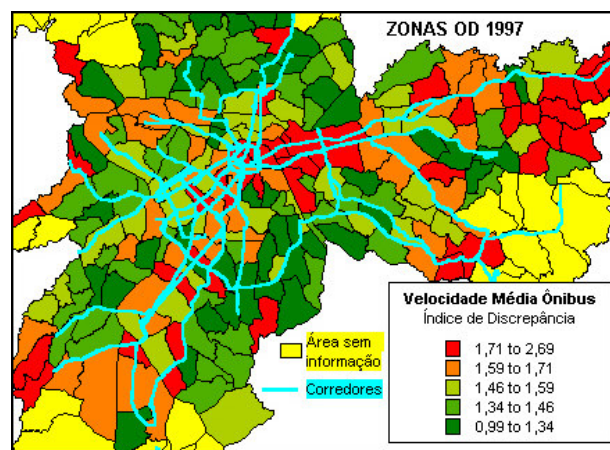 ZONAS OD 1997
Área sem
informação
Corredores
Velocidade Média Ônibus
Índice de Discrepância
1,71 to 2,69
1,59 to 1,71
1,46 to 1,59
1,34 to 1,46
0,99 to 1,34